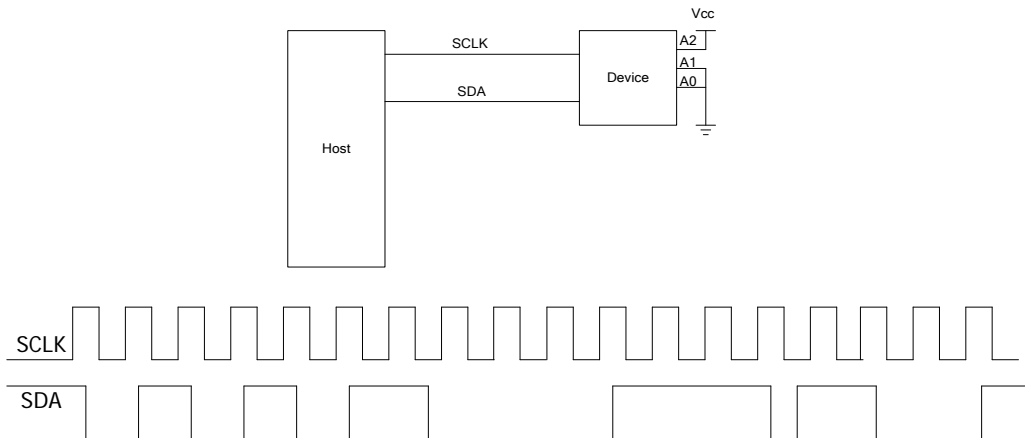 Vcc
SCLK
A2
A1
Device
A0
SDA
Host
SCLK
SDA